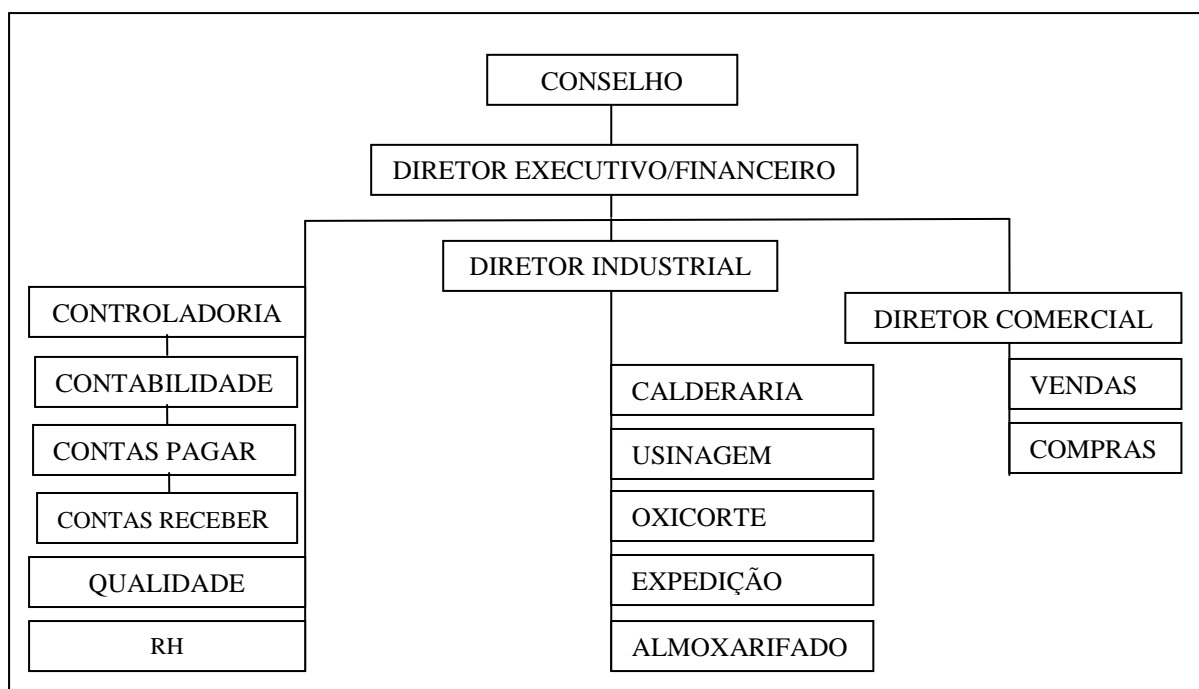 CONSELHO
DIRETOR EXECUTIVO/FINANCEIRO
DIRETOR INDUSTRIAL
CONTROLADORIA
CONTABILIDADE
CONTAS PAGAR
CONTAS RECEBER
QUALIDADE
RH
CALDERARIA
USINAGEM
OXICORTE
EXPEDIÇÃO
ALMOXARIFADO
DIRETOR COMERCIAL
VENDAS
COMPRAS